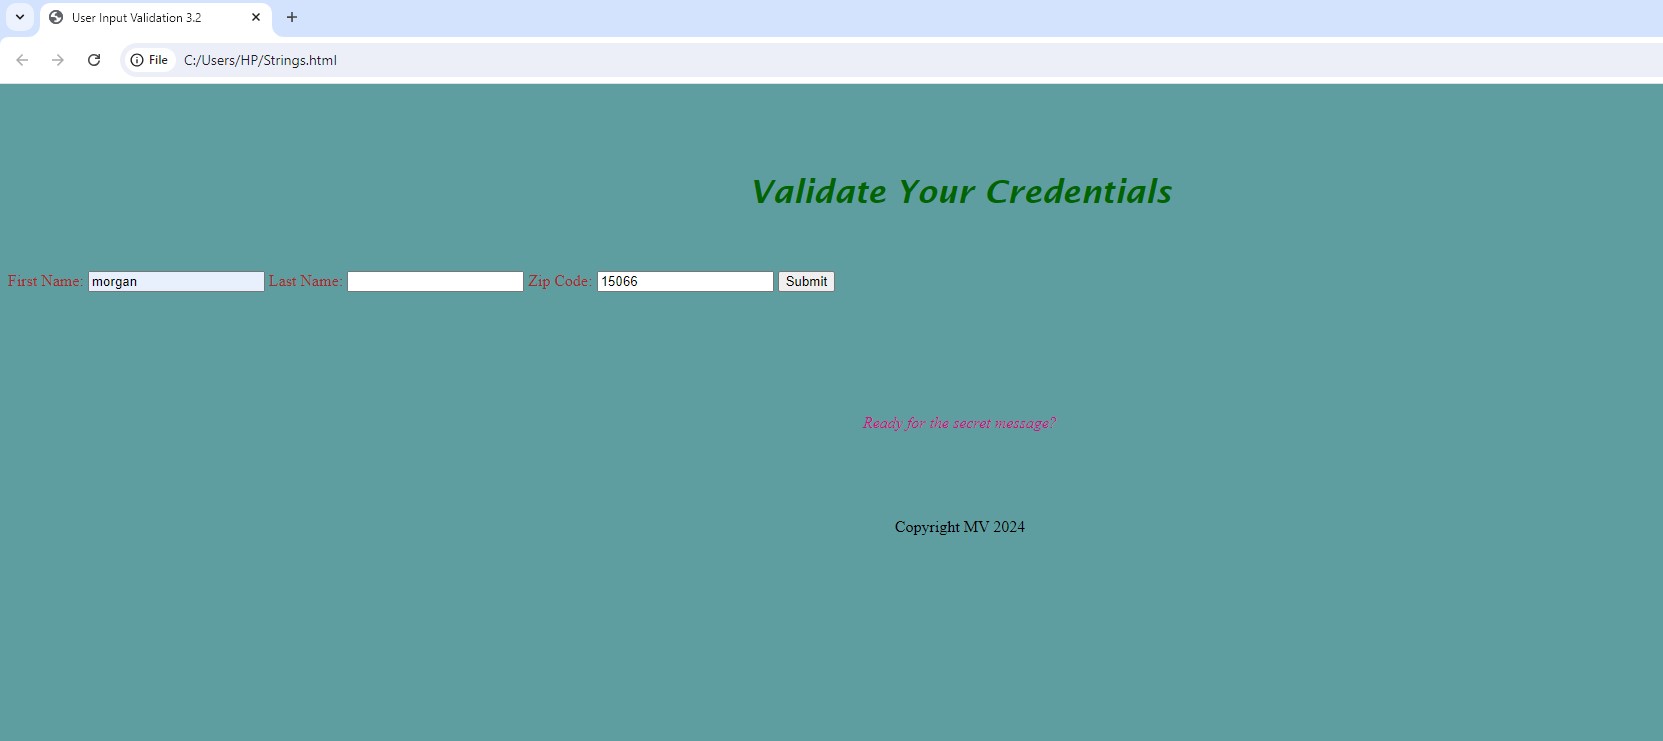 User Input Validation 3.2
File C:/Users/HP/Strings.html
Validate Your Credentials
First Name: morgan Last Name: Zip Code: 15066 Submit
Ready for the secret message?
Copyright MV 2024